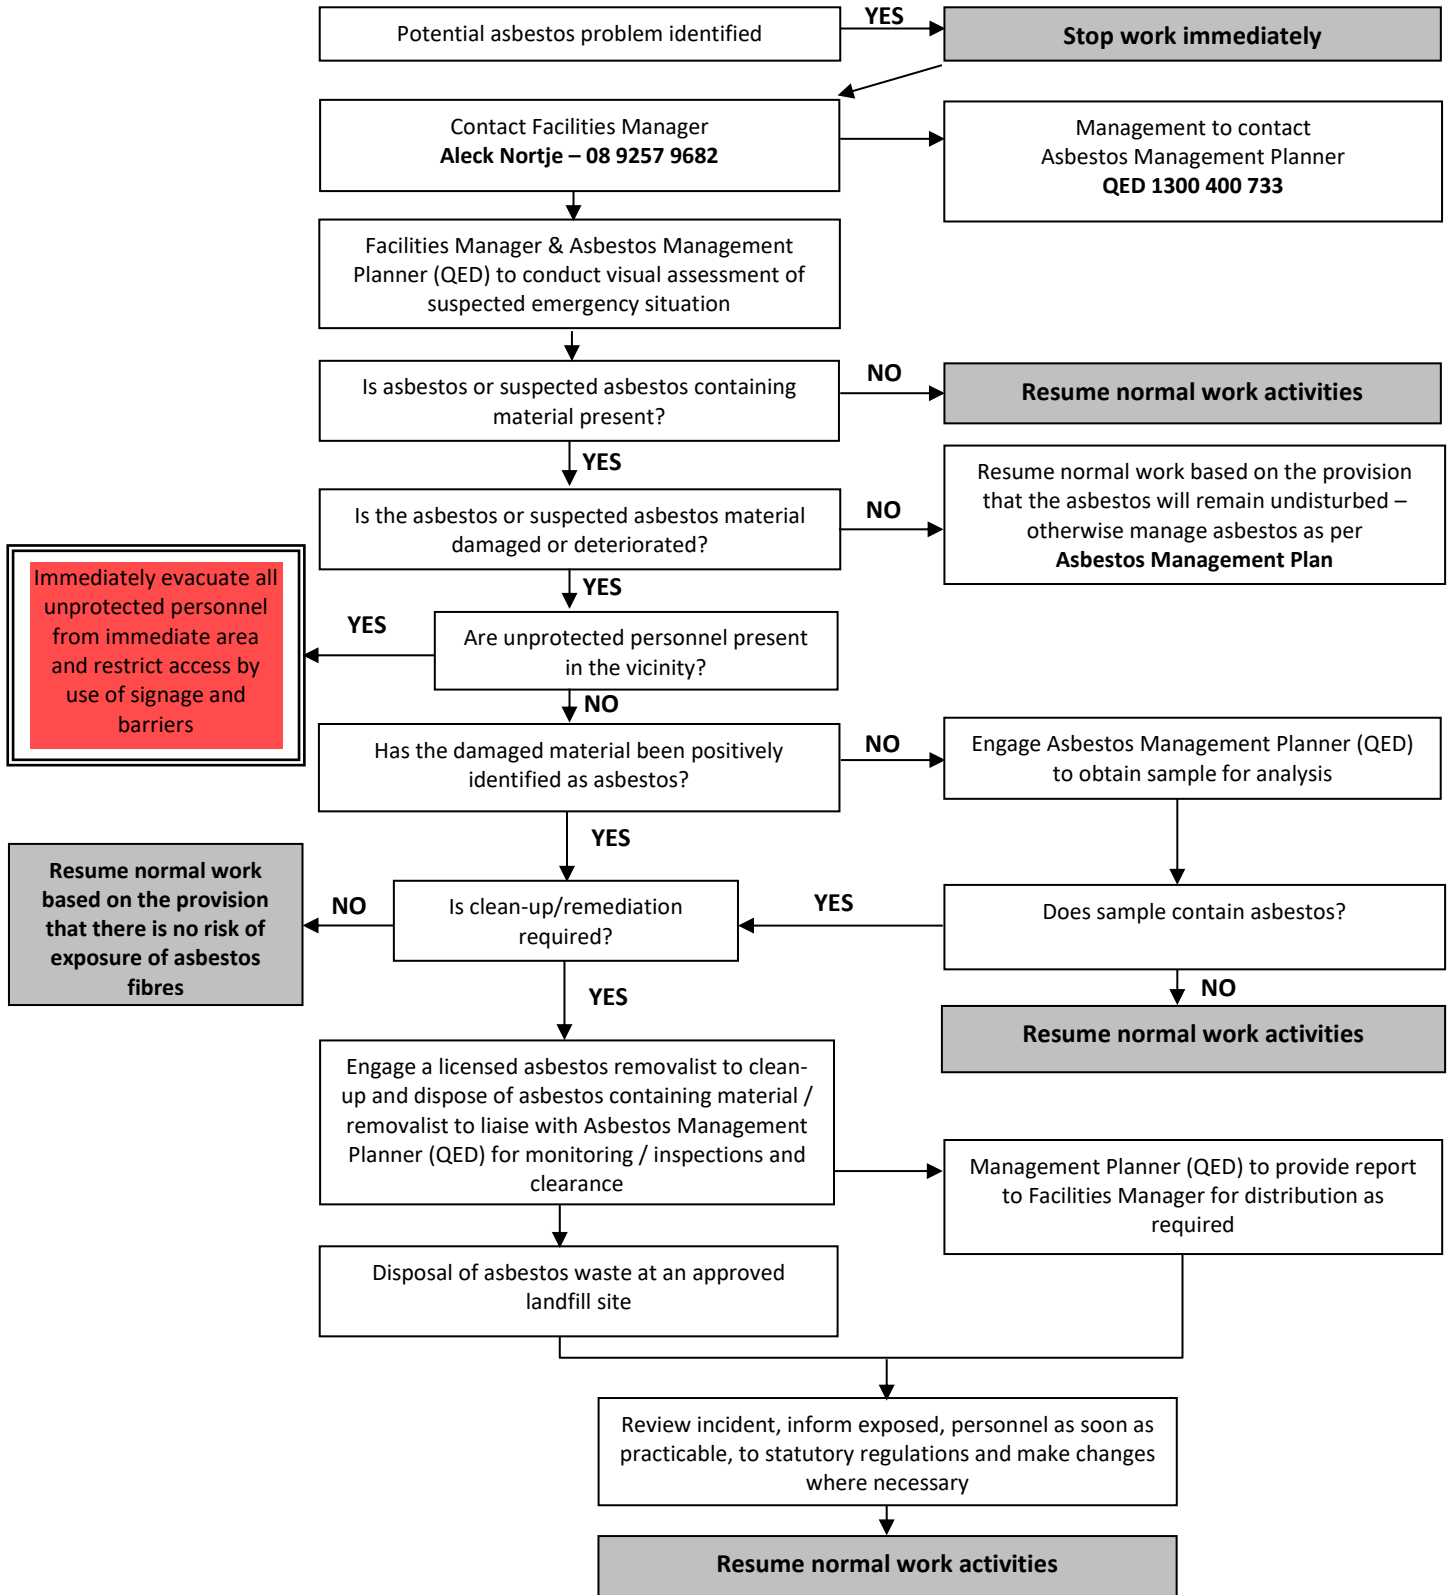 Potential asbestos problem identified
YES
Stop work immediately
Contact Facilities Manager
Aleck Nortje – 08 9257 9682
Management to contact
Asbestos Management Planner
QED 1300 400 733
Facilities Manager & Asbestos Management
Planner (QED) to conduct visual assessment of
suspected emergency situation
Is asbestos or suspected asbestos containing
material present?
NO
Resume normal work activities
YES
Is the asbestos or suspected asbestos material
damaged or deteriorated?
NO
Resume normal work based on the provision
that the asbestos will remain undisturbed –
otherwise manage asbestos as per
Asbestos Management Plan
YES
Are unprotected personnel present
in the vicinity?
YES
Immediately evacuate all
unprotected personnel
from immediate area
and restrict access by
use of signage and
barriers
NO
Has the damaged material been positively
identified as asbestos?
NO
Engage Asbestos Management Planner (QED)
to obtain sample for analysis
YES
Is clean-up/remediation
required?
NO
Resume normal work
based on the provision
that there is no risk of
exposure of asbestos
fibres
YES
Does sample contain asbestos?
NO
Resume normal work activities
YES
Engage a licensed asbestos removalist to clean-
up and dispose of asbestos containing material /
removalist to liaise with Asbestos Management
Planner (QED) for monitoring / inspections and
clearance
Management Planner (QED) to provide report
to Facilities Manager for distribution as
required
Disposal of asbestos waste at an approved
landfill site
Review incident, inform exposed, personnel as soon as
practicable, to statutory regulations and make changes
where necessary
Resume normal work activities